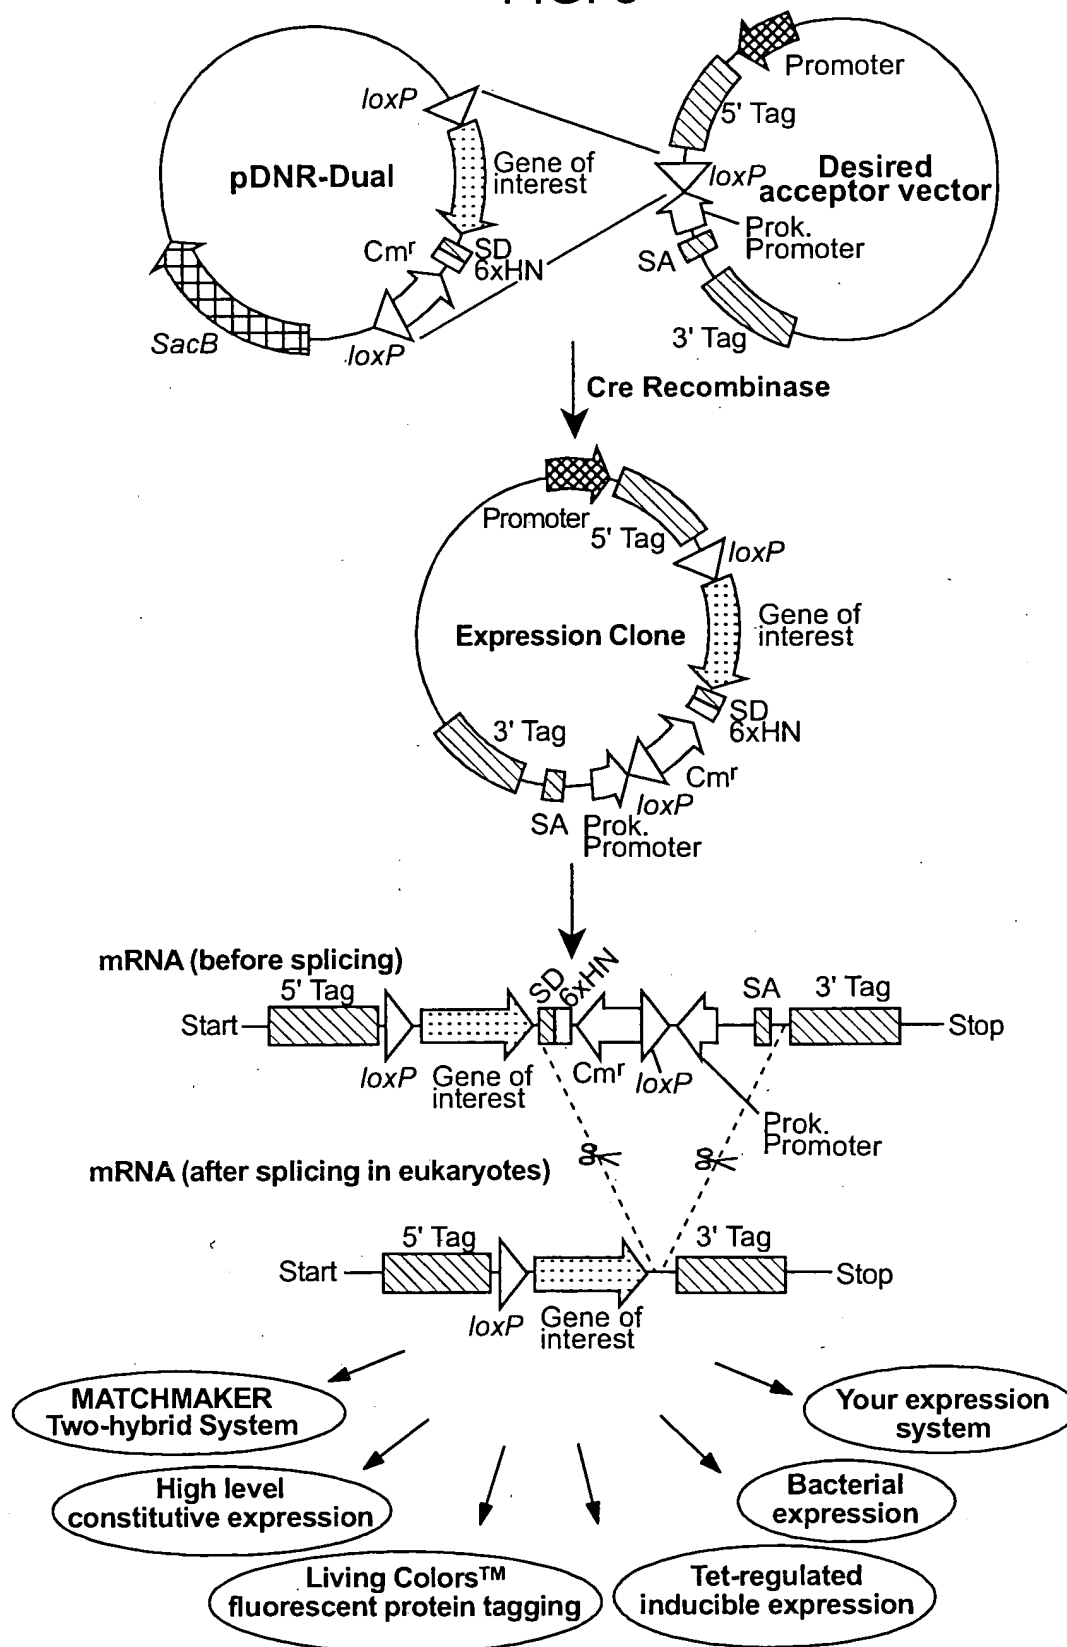 loxP
Gene of
interest
pDNR-Dual
Cmr
SD
6xHN
SacB
loxP
Promoter
5' Tag
loxP
Desired
acceptor vector
Prok.
Promoter
SA
3' Tag
Cre Recombinase
Promoter
5' Tag
loxP
Gene of
interest
Expression Clone
SD
6xHN
3' Tag
Cmr
loxP
SA
Prok.
Promoter
mRNA (before splicing)
5' Tag
SD
6xHN
SA
3' Tag
Start
Stop
loxP
Gene of
interest
Cmr
loxP
Prok.
Promoter
mRNA (after splicing in eukaryotes)
5' Tag
3' Tag
Start
Stop
loxP
Gene of
interest
MATCHMAKER
Two-hybrid System
Your expression
system
High level
constitutive expression
Bacterial
expression
Living Colors™
fluorescent protein tagging
Tet-regulated
inducible expression